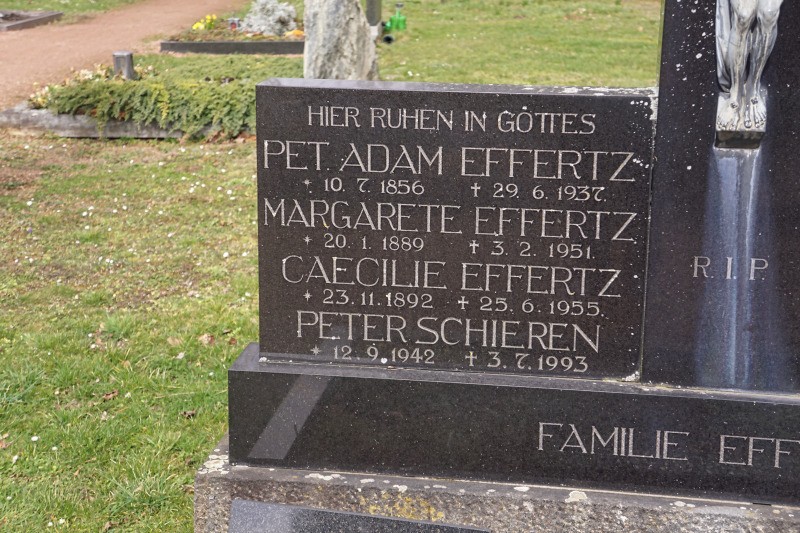 HIER RUHEN IN GOTTES
PET. ADAM EFFERTZ
* 10. 7. 1856 ✝ 29. 6. 1937.
MARGARETE EFFERTZ
* 20. 1. 1889 ✝ 3. 2. 1951.
CAECILIE EFFERTZ
* 23. 11. 1892 ✝ 25. 6. 1955.
PETER SCHIEREN
* 12. 9. 1942 ✝ 3. 7. 1993
R. I. P.
FAMILIE EFF